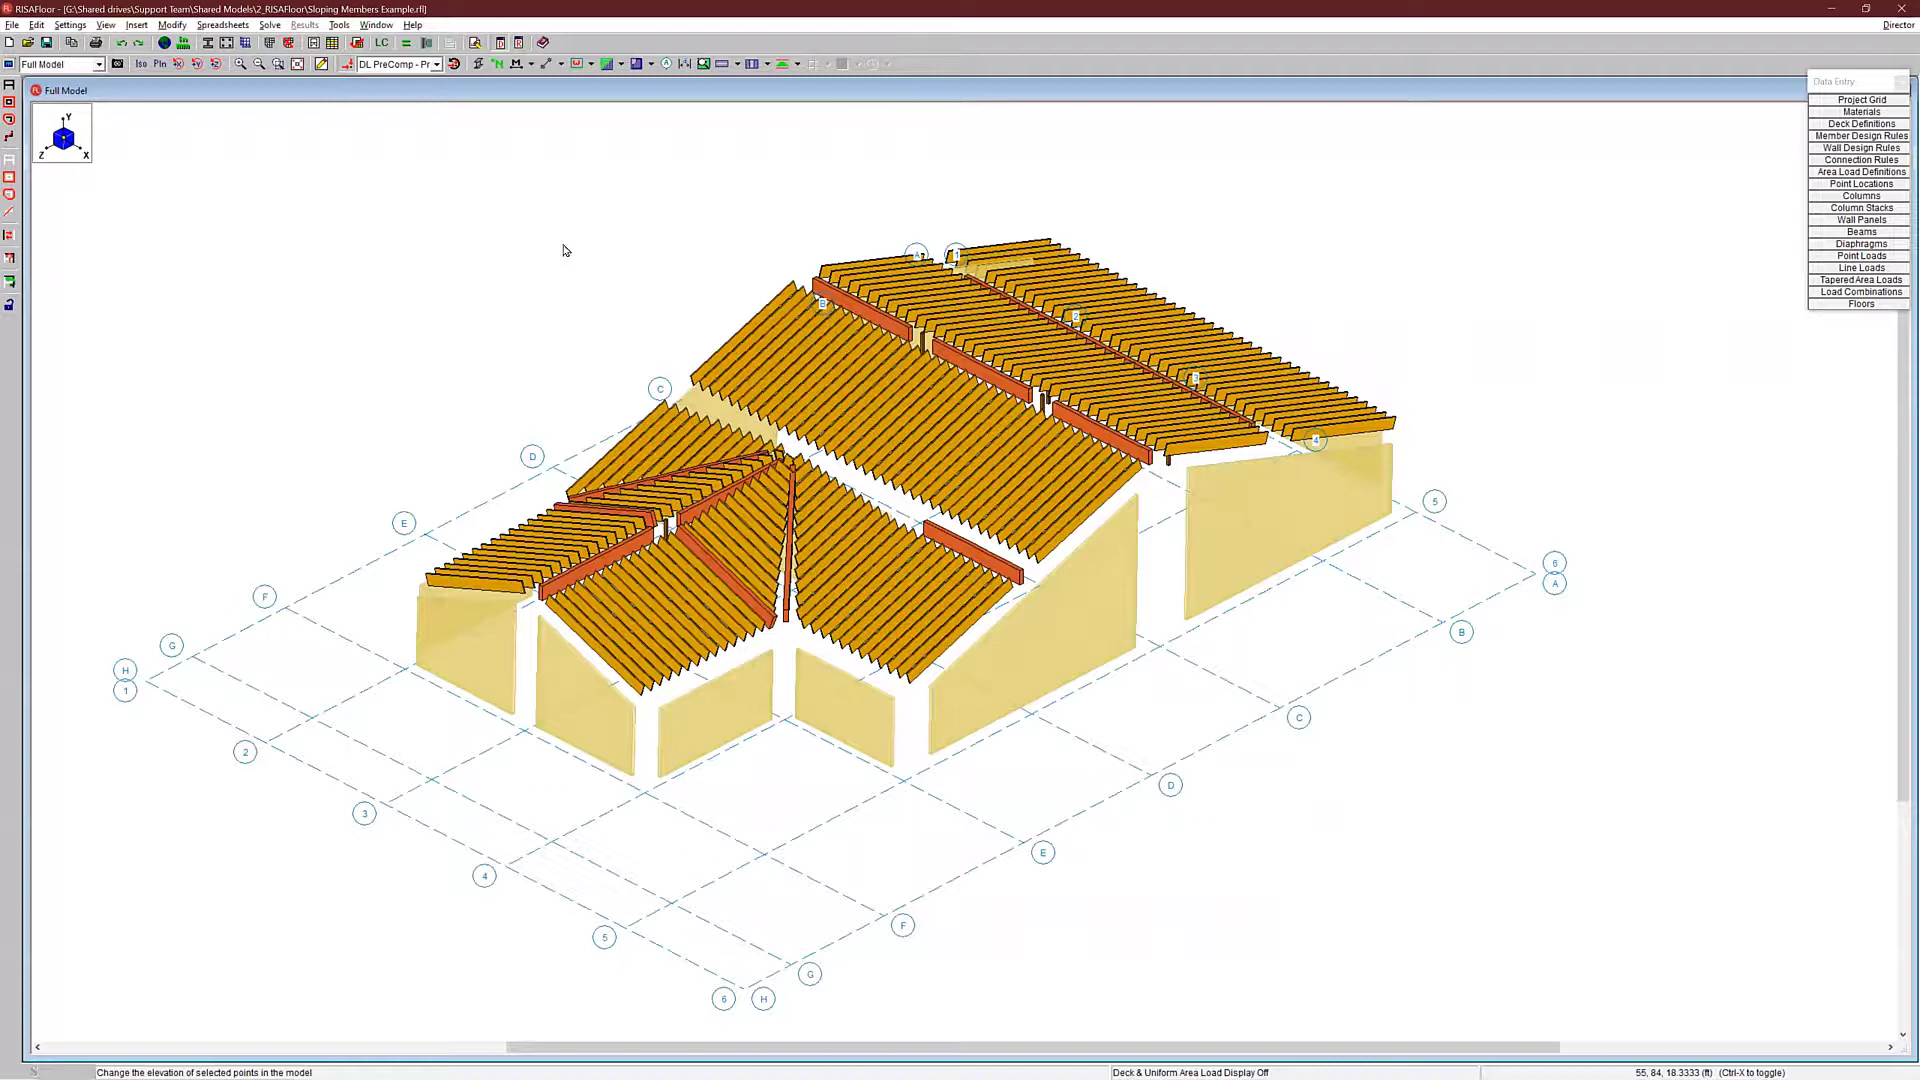 RISAFloor - [G:\Shared drives\Support Team\Shared Models\2_RISAFloor\Sloping Members Example.rfl]
File Edit Settings View Insert Modify Spreadsheets Solve Results Tools Window Help Director
LC
Full Model Iso Pln DL PreComp - Pr
Full Model
Data Entry
Project Grid
Materials
Deck Definitions
Member Design Rules
Wall Design Rules
Connection Rules
Area Load Definitions
Point Locations
Columns
Column Stacks
Wall Panels
Beams
Diaphragms
Point Loads
Line Loads
Tapered Area Loads
Load Combinations
Floors
Y
Z X
A 1
B
2
3
C
4
D
5
E
6
A
F
B
G
H
1
C
2
D
3
E
4
F
5
G
6 H
Change the elevation of selected points in the model
Deck & Uniform Area Load Display Off
55, 84, 18.3333 (ft) (Ctrl-X to toggle)